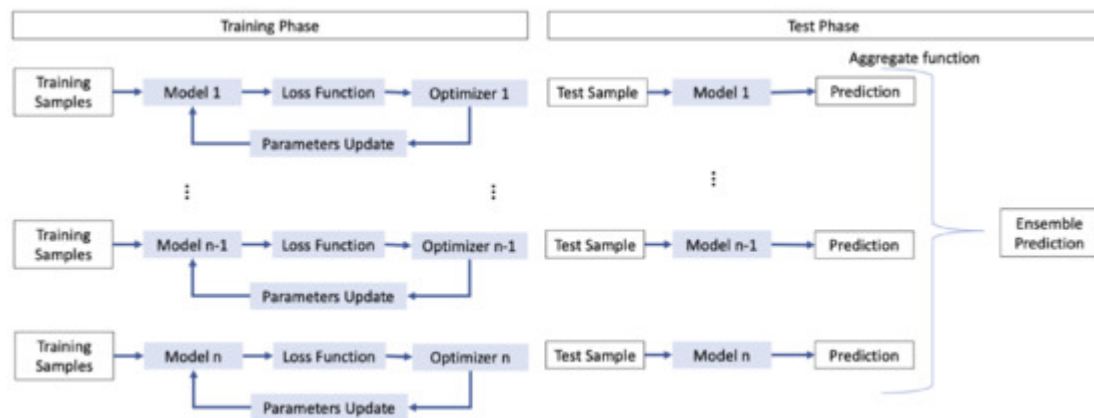 Training Phase
Test Phase
Aggregate function
Training
Samples
Model 1
Loss Function
Optimizer 1
Parameters Update
Test Sample
Model 1
Prediction
Training
Samples
Model n-1
Loss Function
Optimizer n-1
Parameters Update
Test Sample
Model n-1
Prediction
Ensemble
Prediction
Training
Samples
Model n
Loss Function
Optimizer n
Parameters Update
Test Sample
Model n
Prediction